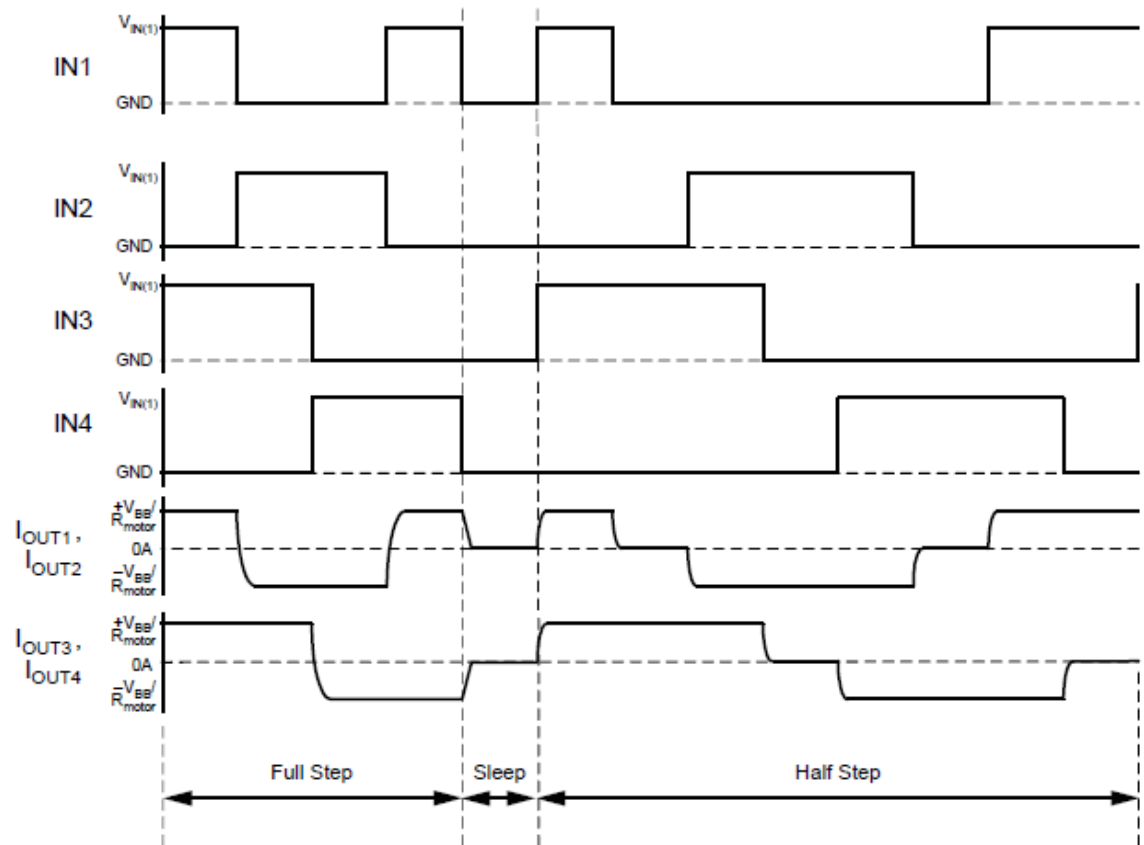 V_IN(1)
IN1
GND
V_IN(1)
IN2
GND
V_IN(1)
IN3
GND
V_IN(1)
IN4
GND
+V_BB/
R_motor
I_OUT1,
0A
I_OUT2
−V_BB/
R_motor
+V_BB/
R_motor
I_OUT3,
0A
I_OUT4
−V_BB/
R_motor
Full Step
Sleep
Half Step